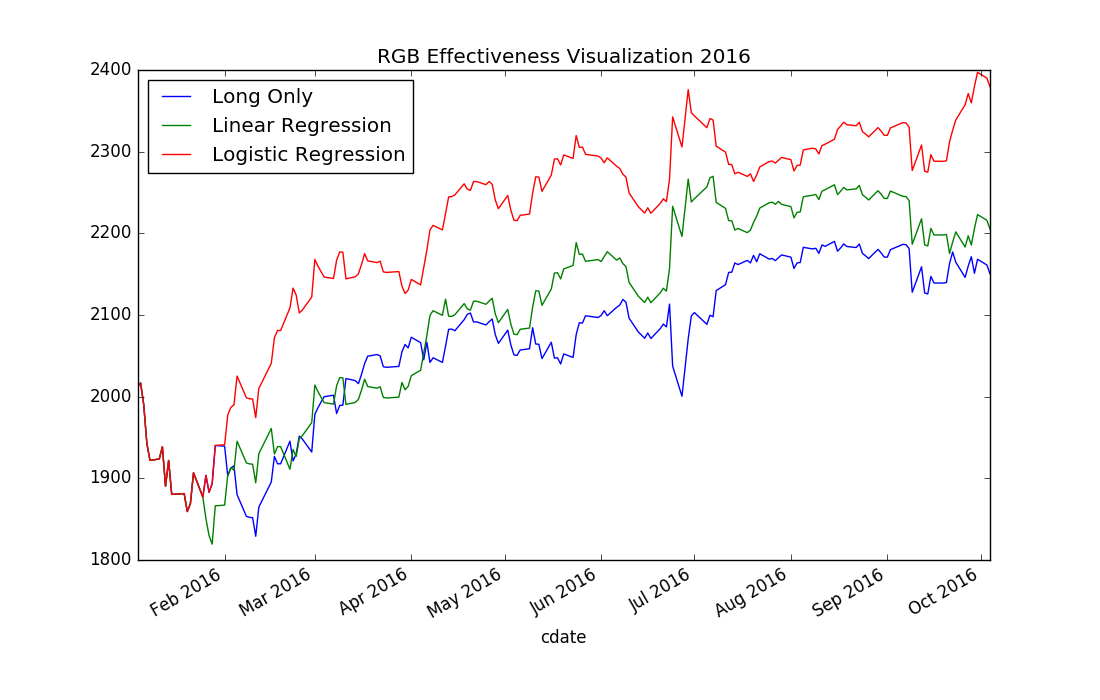 RGB Effectiveness Visualization 2016
2400
2300
2200
2100
2000
1900
1800
Long Only
Linear Regression
Logistic Regression
Feb 2016
Mar 2016
Apr 2016
May 2016
Jun 2016
Jul 2016
Aug 2016
Sep 2016
Oct 2016
cdate